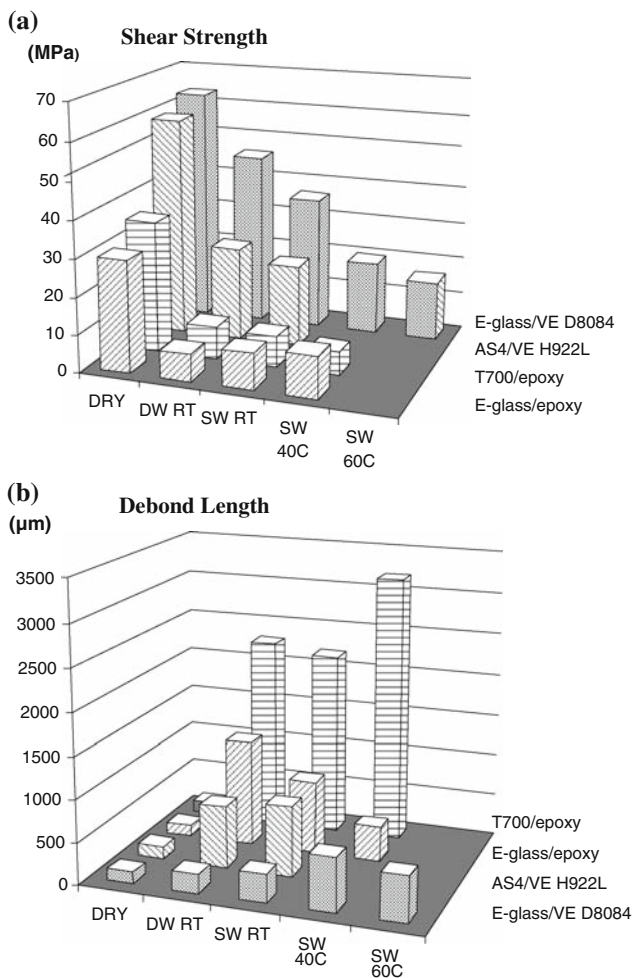 (a)
Shear Strength
(MPa)
70
60
50
40
30
20
10
0
DRY
DW RT
SW RT
SW
40C
SW
60C
E-glass/VE D8084
AS4/VE H922L
T700/epoxy
E-glass/epoxy
(b)
Debond Length
(μm)
3500
3000
2500
2000
1500
1000
500
0
DRY
DW RT
SW RT
SW
40C
SW
60C
T700/epoxy
E-glass/epoxy
AS4/VE H922L
E-glass/VE D8084